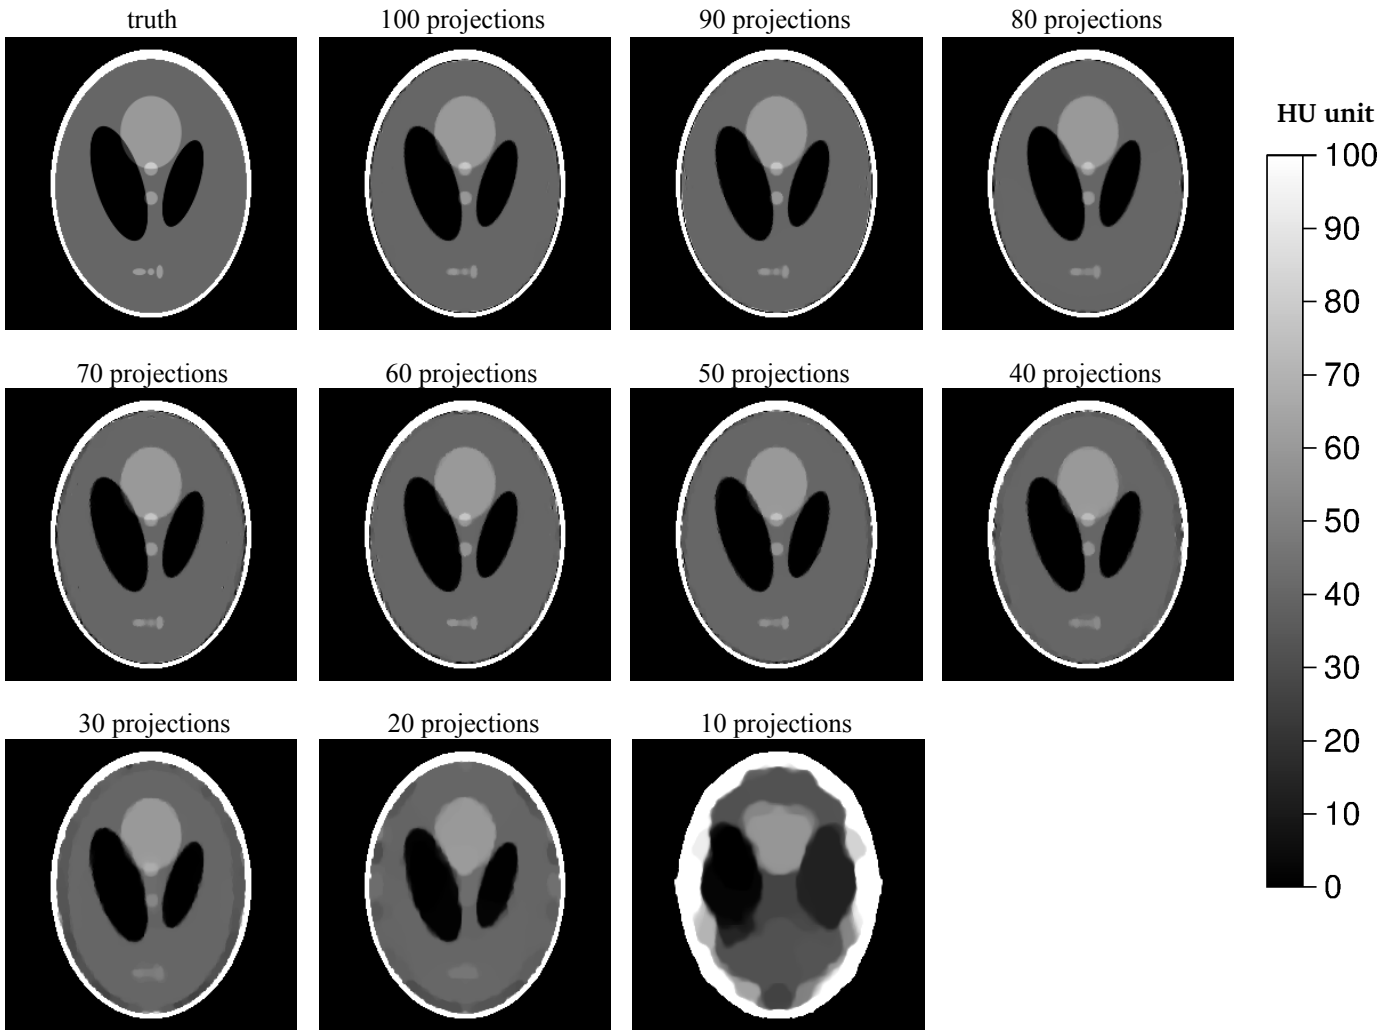 truth
100 projections
90 projections
80 projections
HU unit
100
90
80
70
60
50
40
30
20
10
0
70 projections
60 projections
50 projections
40 projections
30 projections
20 projections
10 projections